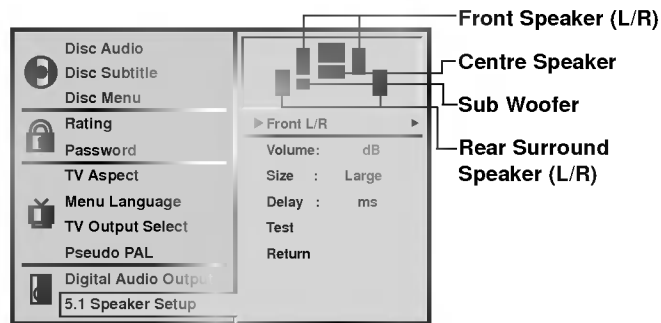 Disc Audio
Disc Subtitle
Disc Menu
Rating
Password
TV Aspect
Menu Language
TV Output Select
Pseudo PAL
Digital Audio Output
5.1 Speaker Setup
Front L/R
Volume: dB
Size : Large
Delay : ms
Test
Return
Front Speaker (L/R)
Centre Speaker
Sub Woofer
Rear Surround
Speaker (L/R)